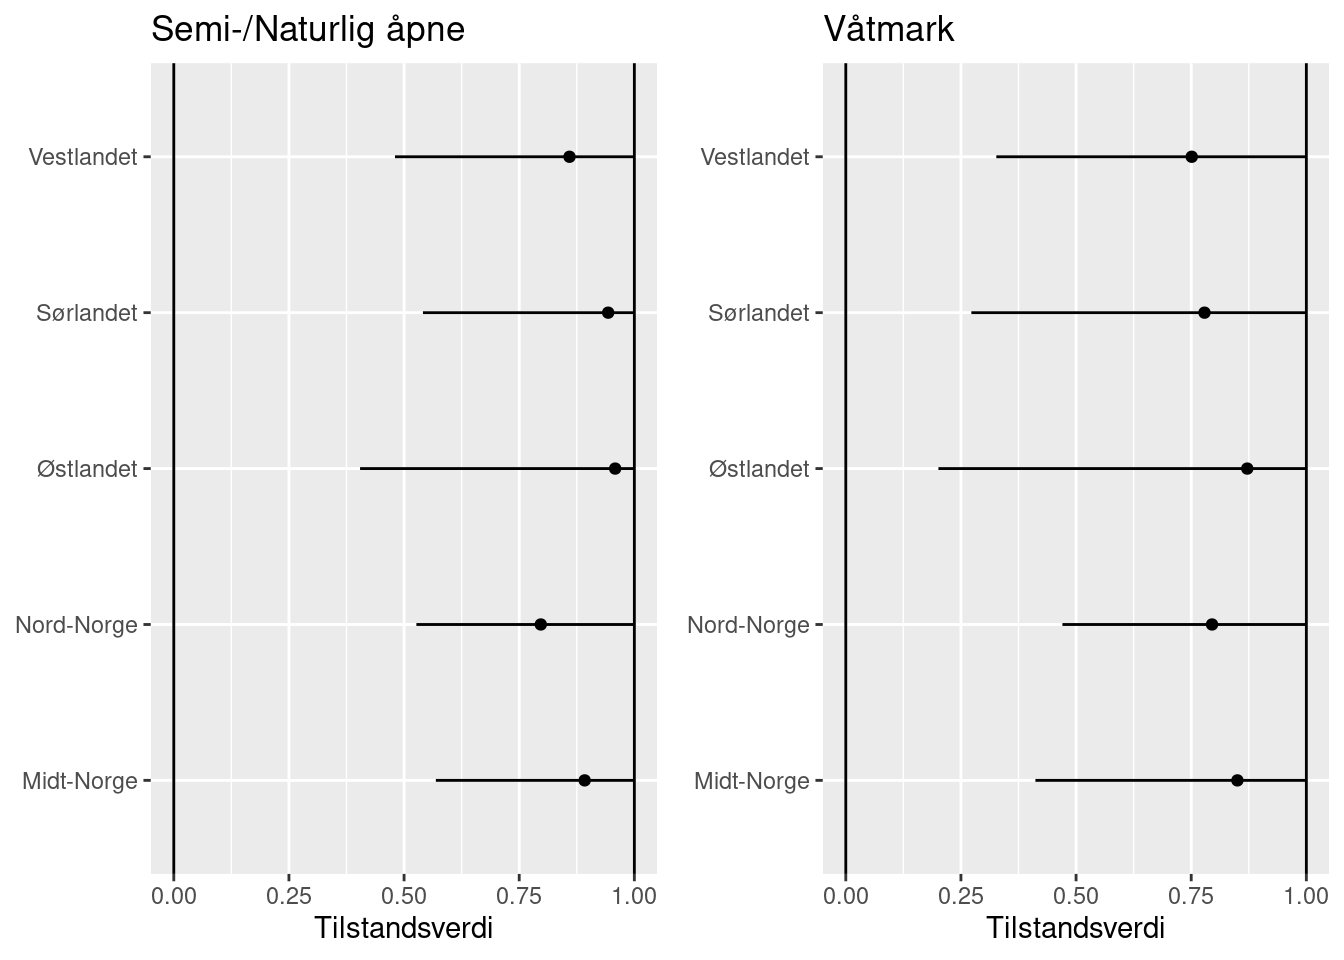 Semi-/Naturlig åpne
Vestlandet
Sørlandet
Østlandet
Nord-Norge
Midt-Norge
0.00 0.25 0.50 0.75 1.00
Tilstandsverdi
Våtmark
Vestlandet
Sørlandet
Østlandet
Nord-Norge
Midt-Norge
0.00 0.25 0.50 0.75 1.00
Tilstandsverdi